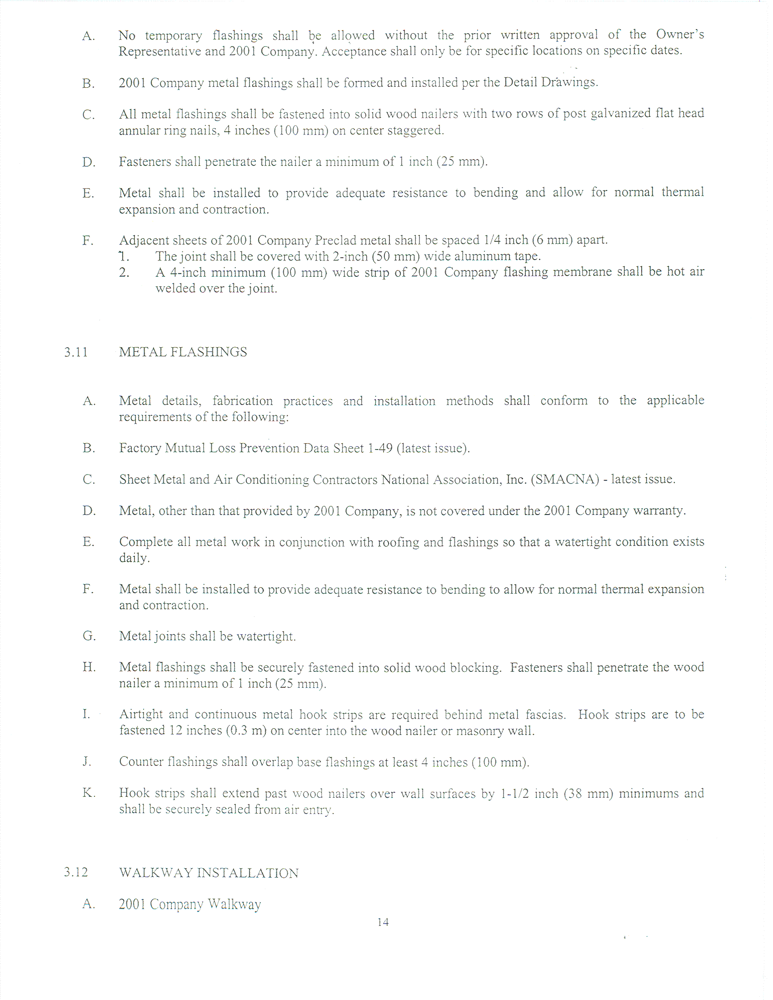 A. No temporary flashings shall be allowed without the prior written approval of the Owner's
Representative and 2001 Company. Acceptance shall only be for specific locations on specific dates.
B. 2001 Company metal flashings shall be formed and installed per the Detail Drawings.
C. All metal flashings shall be fastened into solid wood nailers with two rows of post galvanized flat head
annular ring nails, 4 inches (100 mm) on center staggered.
D. Fasteners shall penetrate the nailer a minimum of 1 inch (25 mm).
E. Metal shall be installed to provide adequate resistance to bending and allow for normal thermal
expansion and contraction.
F. Adjacent sheets of 2001 Company Preclad metal shall be spaced 1/4 inch (6 mm) apart.
1. The joint shall be covered with 2-inch (50 mm) wide aluminum tape.
2. A 4-inch minimum (100 mm) wide strip of 2001 Company flashing membrane shall be hot air
welded over the joint.
3.11 METAL FLASHINGS
A. Metal details, fabrication practices and installation methods shall conform to the applicable
requirements of the following:
B. Factory Mutual Loss Prevention Data Sheet 1-49 (latest issue).
C. Sheet Metal and Air Conditioning Contractors National Association, Inc. (SMACNA) - latest issue.
D. Metal, other than that provided by 2001 Company, is not covered under the 2001 Company warranty.
E. Complete all metal work in conjunction with roofing and flashings so that a watertight condition exists
daily.
F. Metal shall be installed to provide adequate resistance to bending to allow for normal thermal expansion
and contraction.
G. Metal joints shall be watertight.
H. Metal flashings shall be securely fastened into solid wood blocking. Fasteners shall penetrate the wood
nailer a minimum of 1 inch (25 mm).
I. Airtight and continuous metal hook strips are required behind metal fascias. Hook strips are to be
fastened 12 inches (0.3 m) on center into the wood nailer or masonry wall.
J. Counter flashings shall overlap base flashings at least 4 inches (100 mm).
K. Hook strips shall extend past wood nailers over wall surfaces by 1-1/2 inch (38 mm) minimums and
shall be securely sealed from air entry.
3.12 WALKWAY INSTALLATION
A. 2001 Company Walkway
14